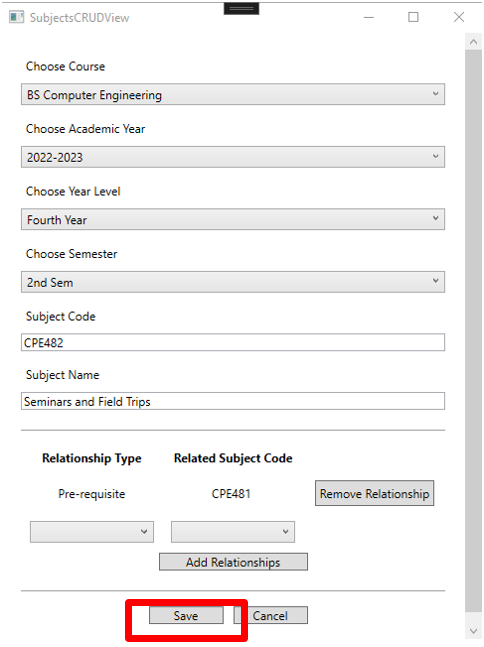 SubjectsCRUDView
Choose Course
BS Computer Engineering
Choose Academic Year
2022-2023
Choose Year Level
Fourth Year
Choose Semester
2nd Sem
Subject Code
CPE482
Subject Name
Seminars and Field Trips
Relationship Type Related Subject Code
Pre-requisite CPE481 Remove Relationship
Add Relationships
Save Cancel